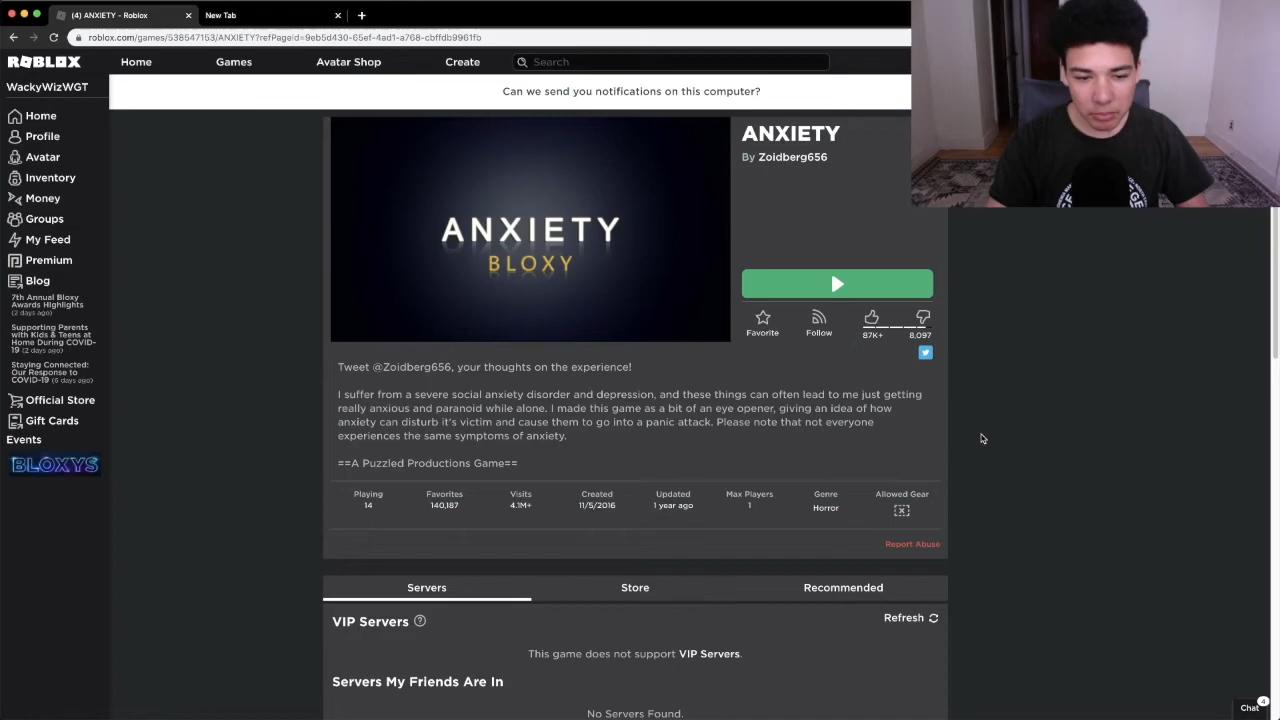 (4) ANXIETY - Roblox
New Tab
roblox.com/games/538547153/ANXIETY?refPageId=9eb5d430-65ef-4ad1-a768-cbffdb9961fb
ROBLOX
Home
Games
Avatar Shop
Create
Search
WackyWizWGT
Can we send you notifications on this computer?
Home
Profile
Avatar
Inventory
Money
Groups
My Feed
Premium
Blog
7th Annual Bloxy
Awards Highlights
(2 days ago)
Supporting Parents
with Kids & Teens at
Home During COVID-
19 (2 days ago)
Staying Connected:
Our Response to
COVID-19 (6 days ago)
Official Store
Gift Cards
Events
BLOXYS
ANXIETY
BLOXY
ANXIETY
By Zoidberg656
Favorite
Follow
87K+
8,097
Tweet @Zoidberg656, your thoughts on the experience!
I suffer from a severe social anxiety disorder and depression, and these things can often lead to me just getting
really anxious and paranoid while alone. I made this game as a bit of an eye opener, giving an idea of how
anxiety can disturb it's victim and cause them to go into a panic attack. Please note that not everyone
experiences the same symptoms of anxiety.
==A Puzzled Productions Game==
Playing
14
Favorites
140,187
Visits
4.1M+
Created
11/5/2016
Updated
1 year ago
Max Players
1
Genre
Horror
Allowed Gear
Report Abuse
Servers
Store
Recommended
VIP Servers
Refresh
This game does not support VIP Servers.
Servers My Friends Are In
No Servers Found.
Chat
4